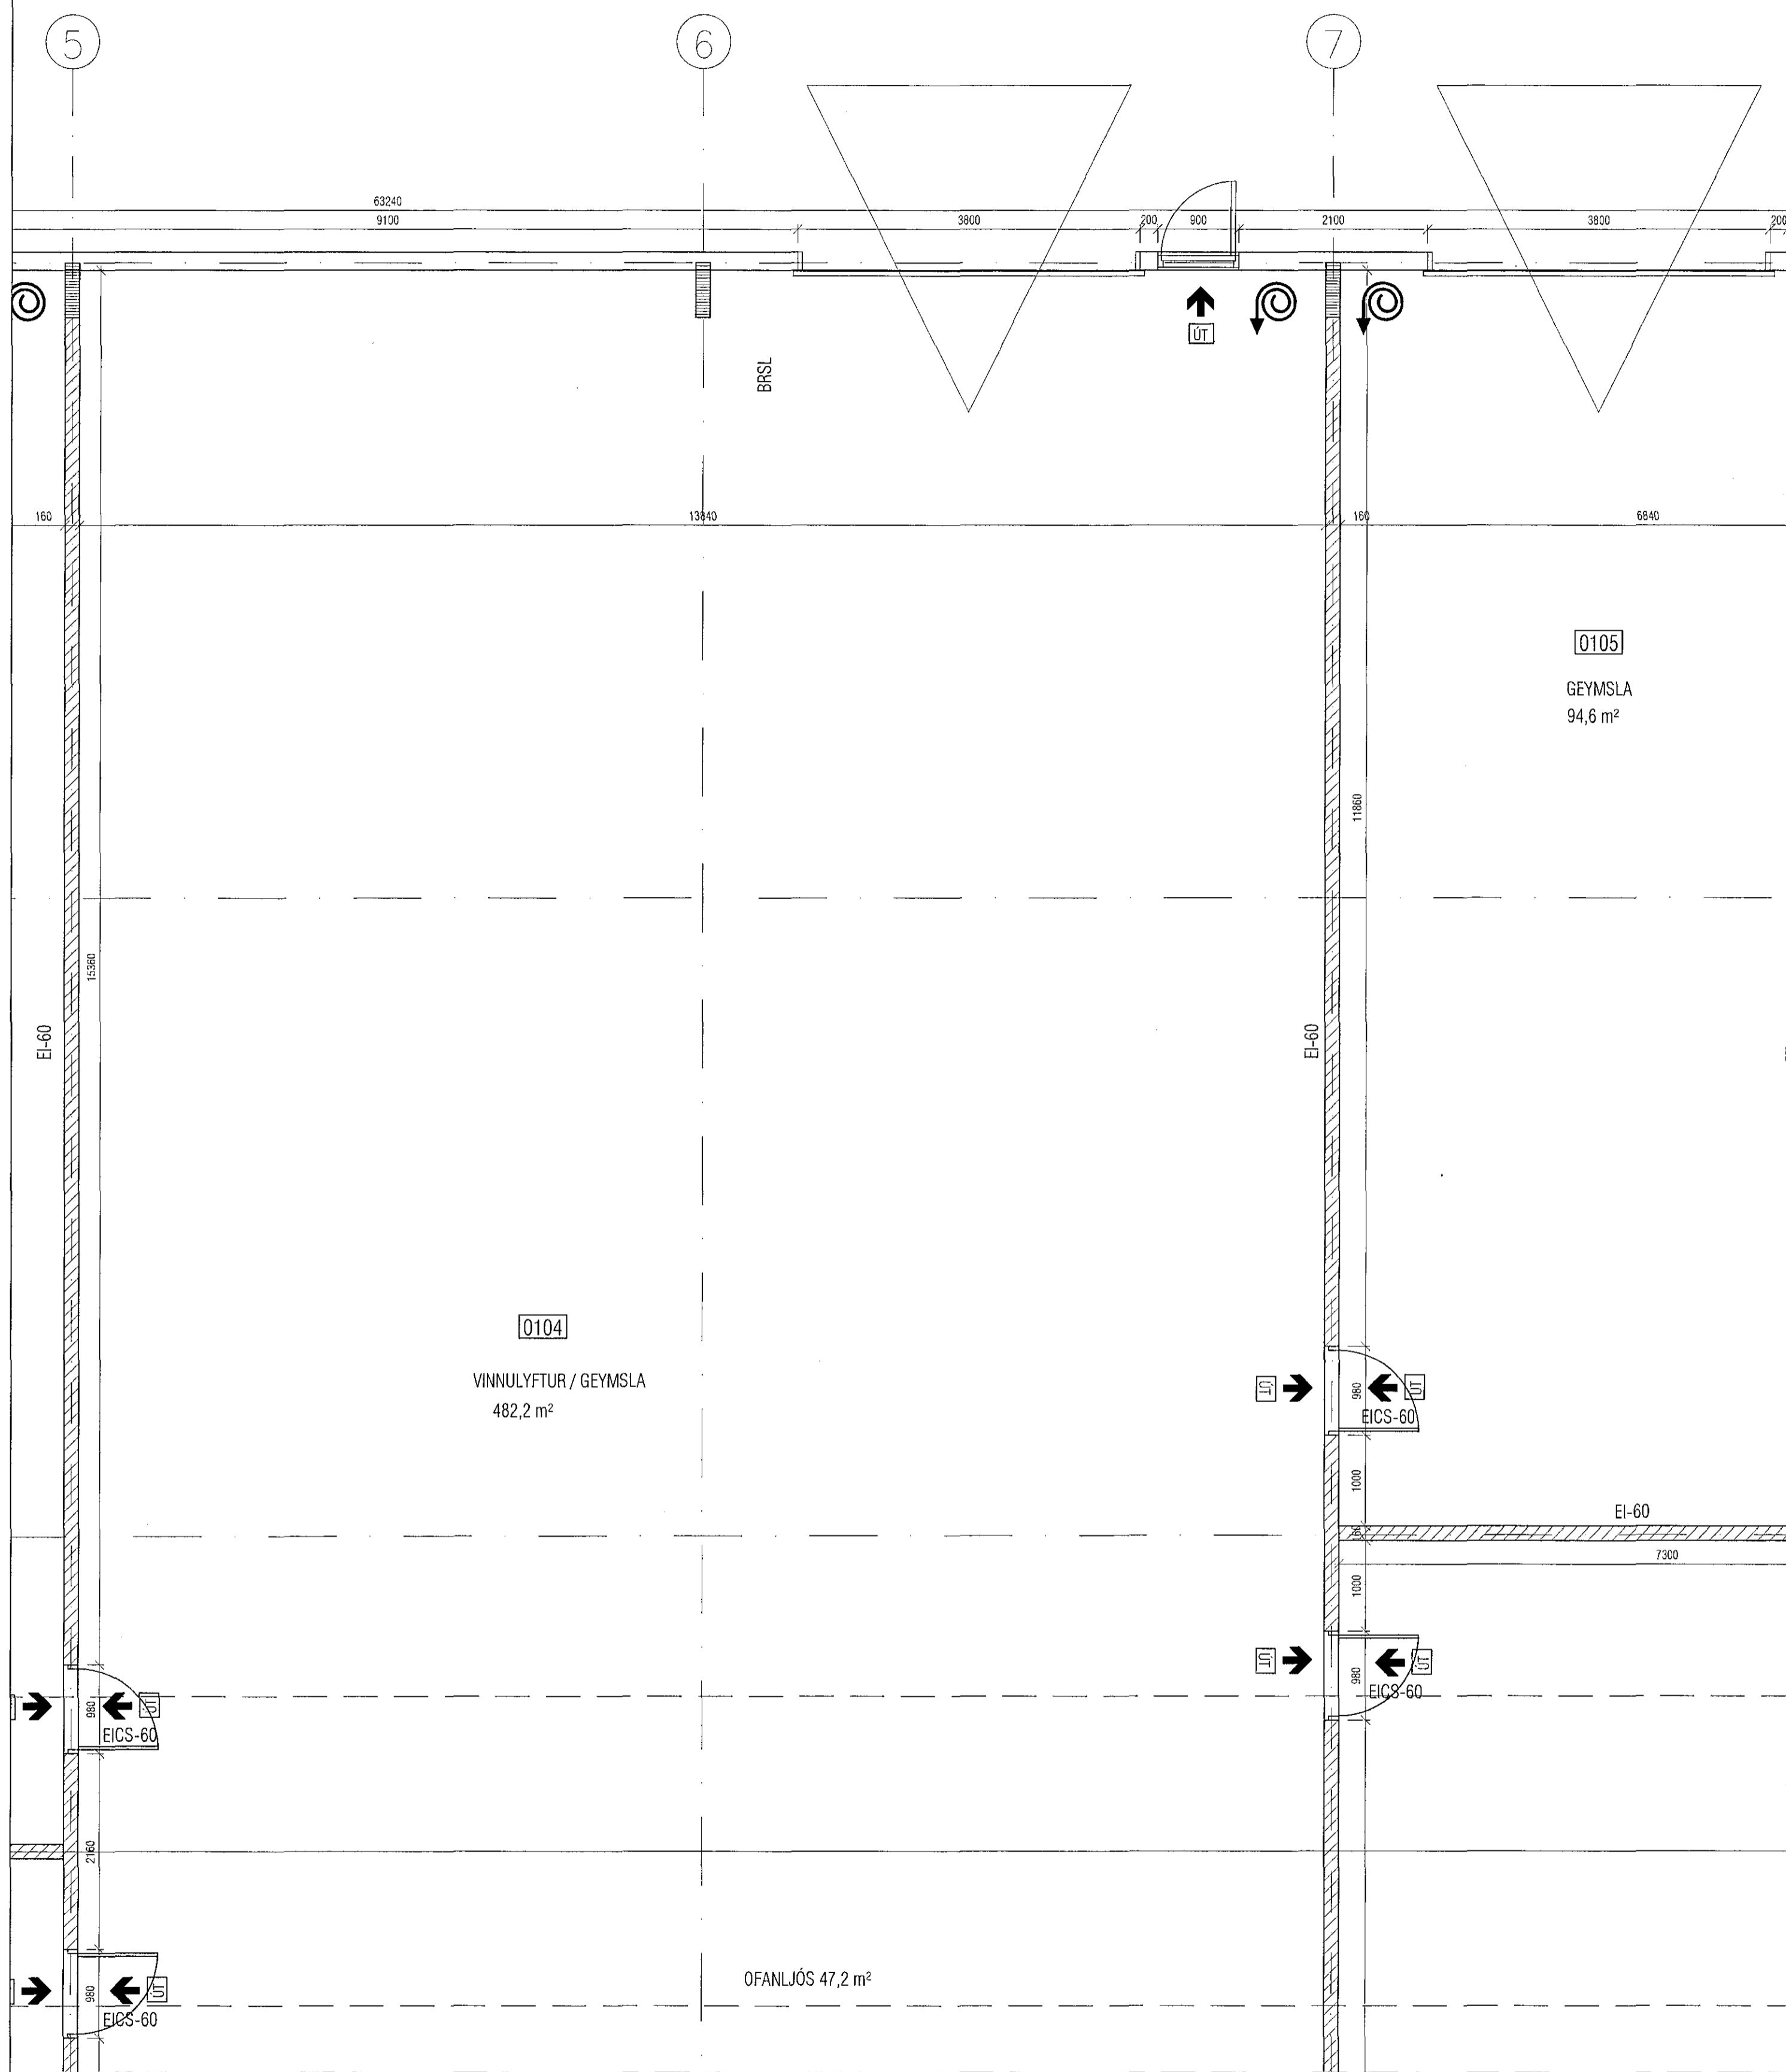 5
6
7
63240
9100
3800
200
900
2100
3800
200
ÚT
BRSL
160
13840
160
6840
0105
GEYMSLA
94,6 m²
11860
15360
EI-60
EI-60
0104
VINNULYFTUR / GEYMSLA
482,2 m²
ÚT
980
ÚT
EICS-60
1000
EI-60
160
7300
1000
ÚT
980
ÚT
EICS-60
980
ÚT
EICS-60
2160
OFANLJÓS 47,2 m²
980
ÚT
EICS-60